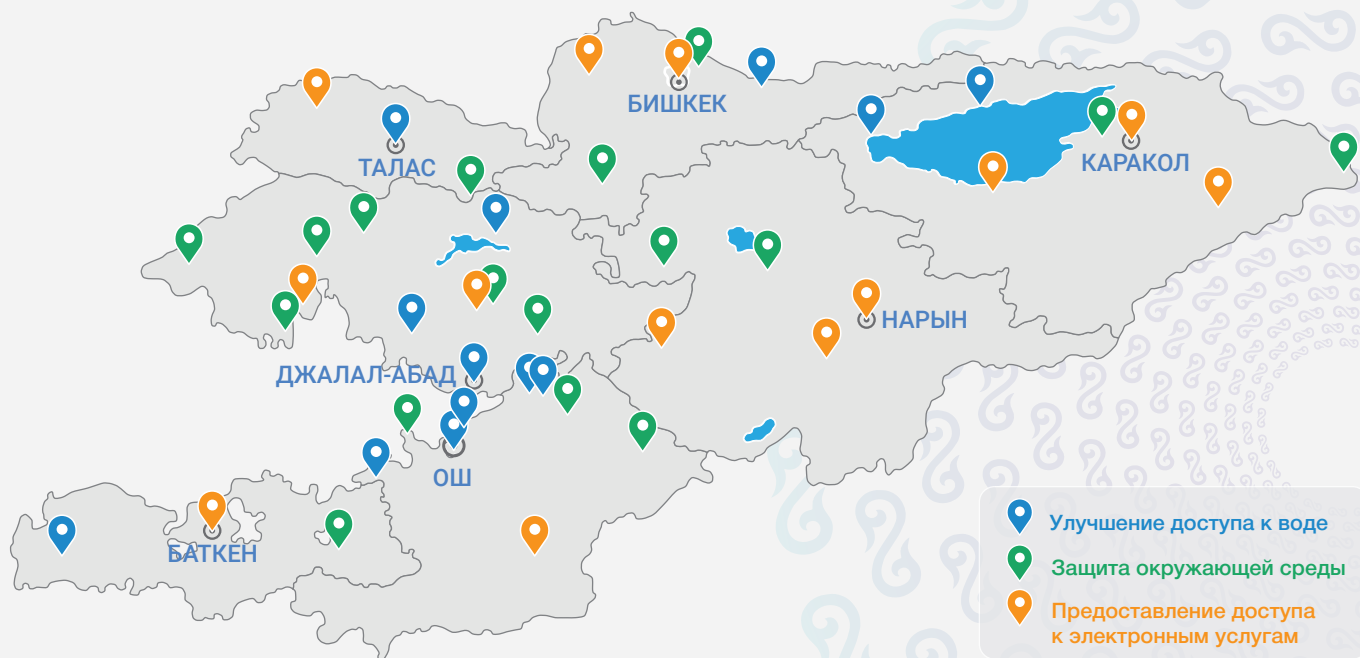 БИШКЕК
ТАЛАС
КАРАКОЛ
НАРЫН
ДЖАЛАЛ-АБАД
ОШ
БАТКЕН
Улучшение доступа к воде
Защита окружающей среды
Предоставление доступа
к электронным услугам